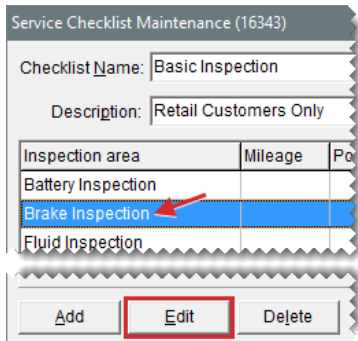 Service Checklist Maintenance (16343)
Checklist Name: Basic Inspection
Description: Retail Customers Only
Inspection area Mileage Po
Battery Inspection
Brake Inspection
Fluid Inspection
Add Edit Delete